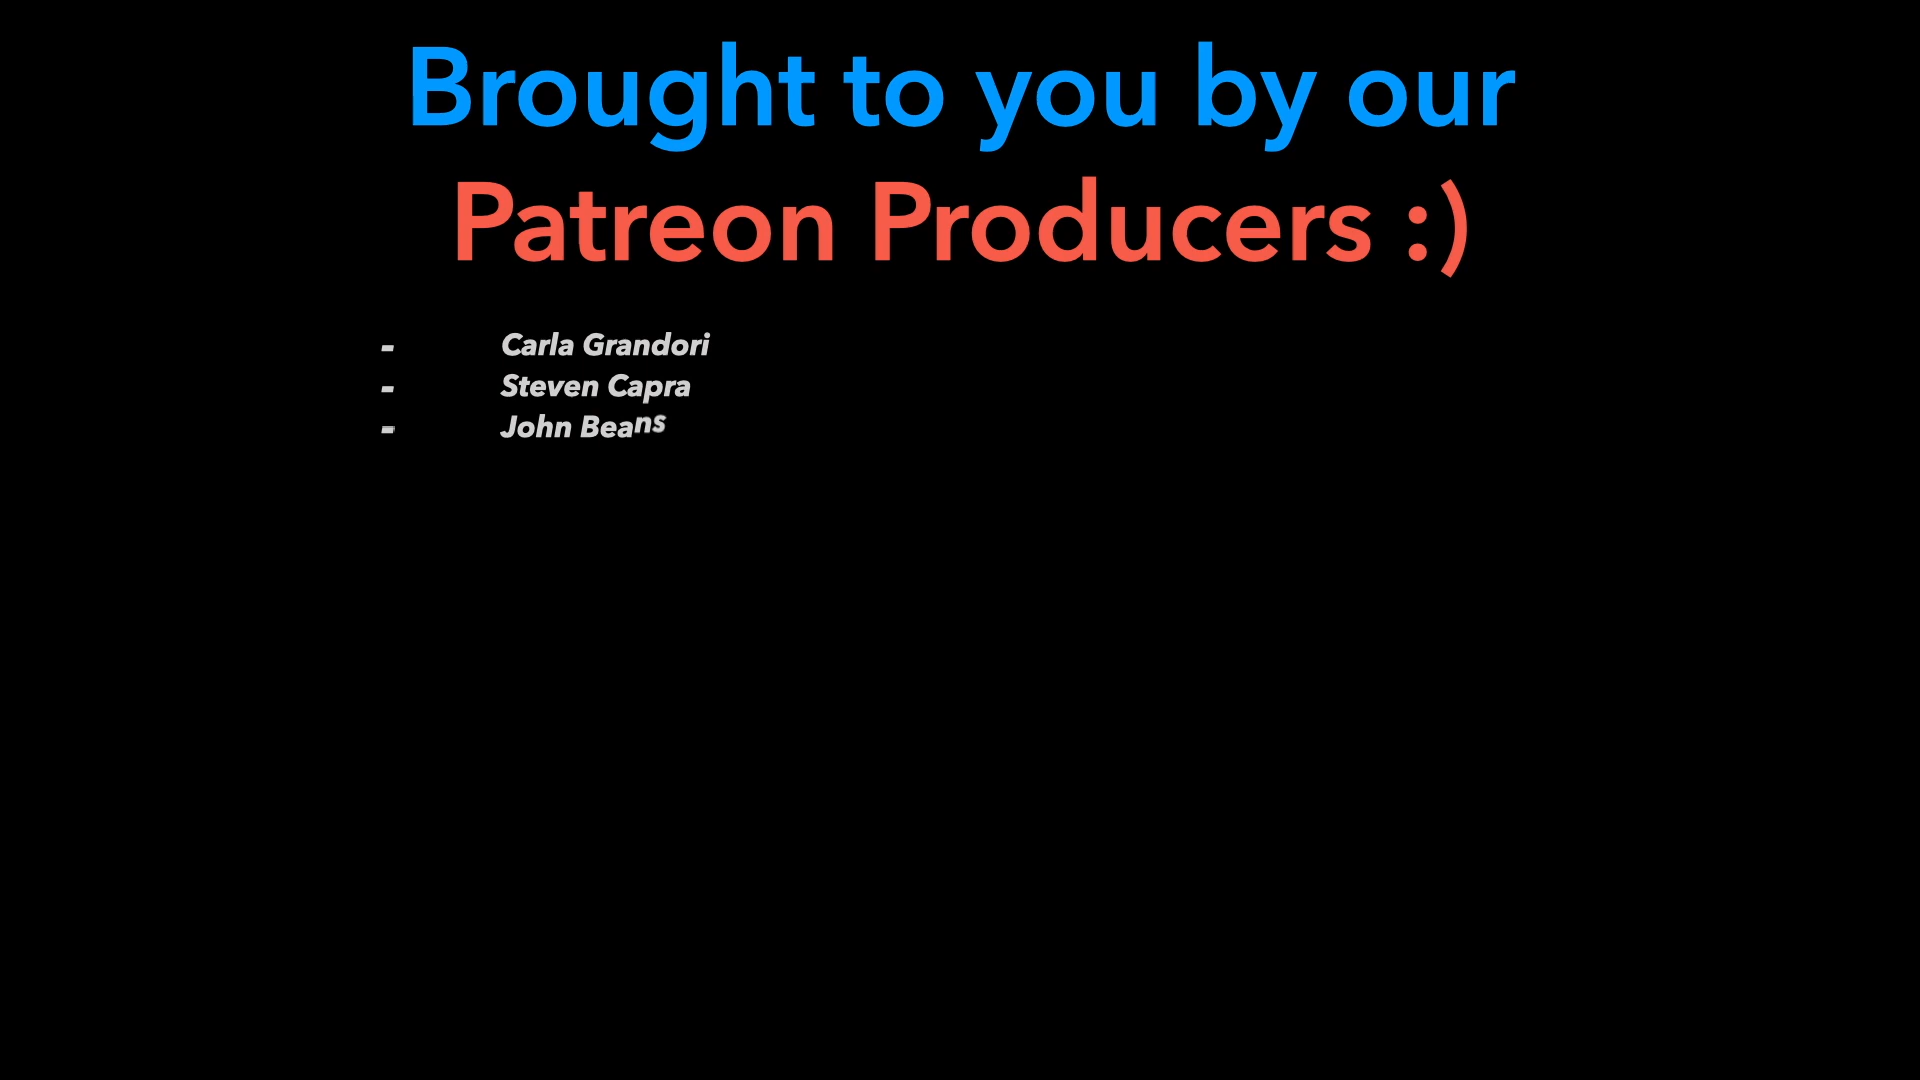 Brought to you by our
Patreon Producers :)
- Carla Grandori
- Steven Capra
- John Beans